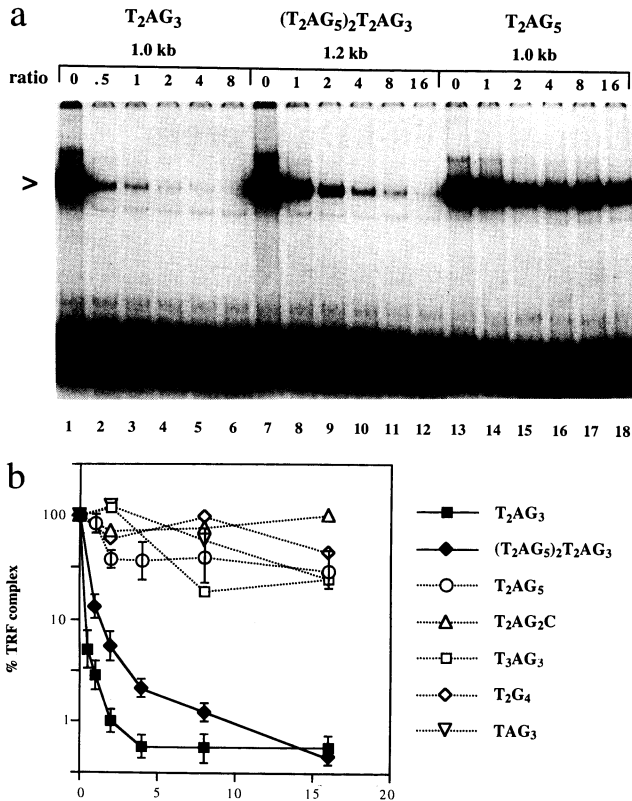 a
T₂AG₃ (T₂AG₅)₂T₂AG₃ T₂AG₅
1.0 kb 1.2 kb 1.0 kb
ratio 0 .5 1 2 4 8 0 1 2 4 8 16 0 1 2 4 8 16
>
1 2 3 4 5 6 7 8 9 10 11 12 13 14 15 16 17 18
b
% TRF complex
100
10
1
0 5 10 15 20
T₂AG₃
(T₂AG₅)₂T₂AG₃
T₂AG₅
T₂AG₂C
T₃AG₃
T₂G₄
TAG₃